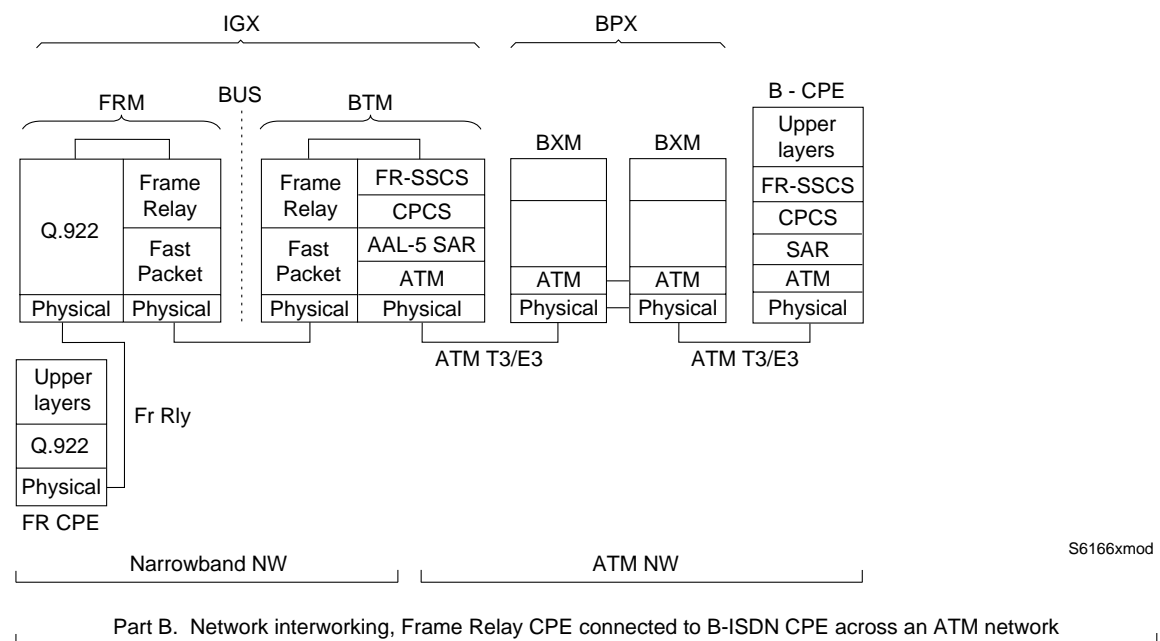 IGX
BPX
FRM
BUS
BTM
BXM
BXM
B - CPE
Q.922
Frame
Relay
Fast
Packet
Physical
Physical
Frame
Relay
Fast
Packet
Physical
FR-SSCS
CPCS
AAL-5 SAR
ATM
Physical
ATM
Physical
ATM
Physical
Upper
layers
FR-SSCS
CPCS
SAR
ATM
Physical
ATM T3/E3
ATM T3/E3
Upper
layers
Q.922
Physical
Fr Rly
FR CPE
Narrowband NW
ATM NW
S6166xmod
Part B. Network interworking, Frame Relay CPE connected to B-ISDN CPE across an ATM network